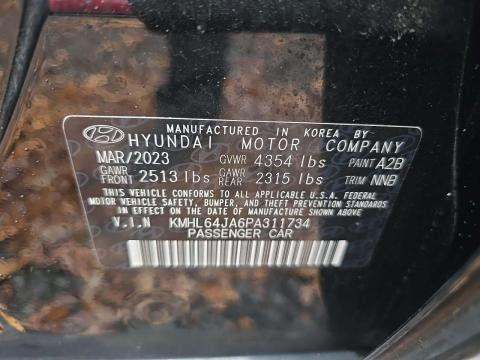 MANUFACTURED IN KOREA BY
HYUNDAI MOTOR COMPANY
MAR/2023 GVWR 4354 lbs PAINT A2B
GAWR FRONT 2513 lbs GAWR REAR 2315 lbs TRIM NNB
THIS VEHICLE CONFORMS TO ALL APPLICABLE U.S.A. FEDERAL
MOTOR VEHICLE SAFETY, BUMPER, AND THEFT PREVENTION STANDARDS
IN EFFECT ON THE DATE OF MANUFACTURE SHOWN ABOVE.
V.I.N KMHL64JA6PA311734
PASSENGER CAR